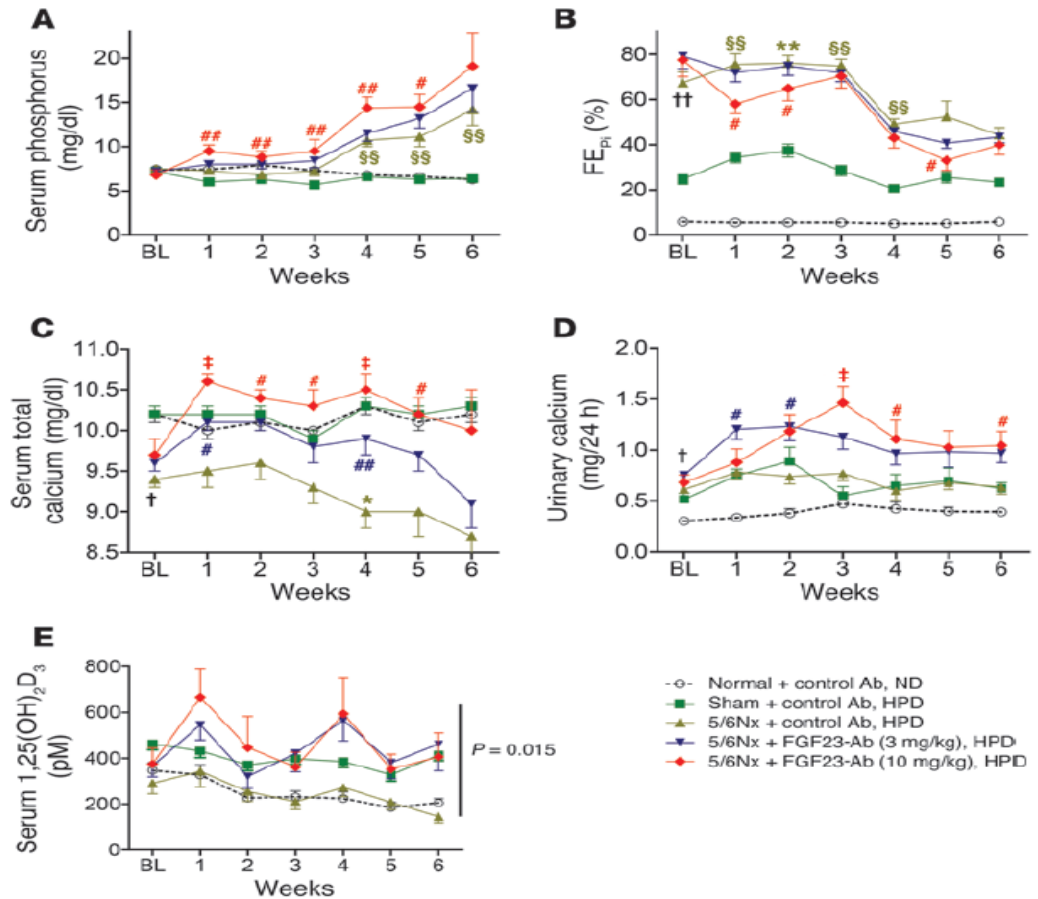 A
Serum phosphorus
(mg/dl)
20
15
10
5
0
## ## ## ## #
§§ §§ §§
BL 1 2 3 4 5 6
Weeks
B
FEPi (%)
80
60
40
20
0
§§ ** §§ §§
††
# # #
BL 1 2 3 4 5 6
Weeks
C
Serum total
calcium (mg/dl)
11.0
10.5
10.0
9.5
9.0
8.5
‡ # # ‡ #
# ##
† *
BL 1 2 3 4 5 6
Weeks
D
Urinary calcium
(mg/24 h)
2.0
1.5
1.0
0.5
0.0
† # # ‡ # #
BL 1 2 3 4 5 6
Weeks
E
Serum 1,25(OH)2D3
(pM)
800
600
400
200
0
P = 0.015
BL 1 2 3 4 5 6
Weeks
Normal + control Ab, ND
Sham + control Ab, HPD
5/6Nx + control Ab, HPD
5/6Nx + FGF23-Ab (3 mg/kg), HPD
5/6Nx + FGF23-Ab (10 mg/kg), HPD